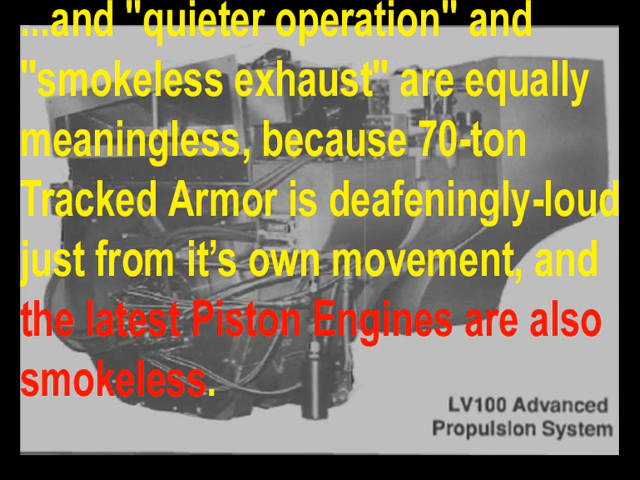 ...and "quieter operation" and
"smokeless exhaust" are equally
meaningless, because 70-ton
Tracked Armor is deafeningly-loud
just from it’s own movement, and
the latest Piston Engines are also
smokeless.
LV100 Advanced
Propulsion System